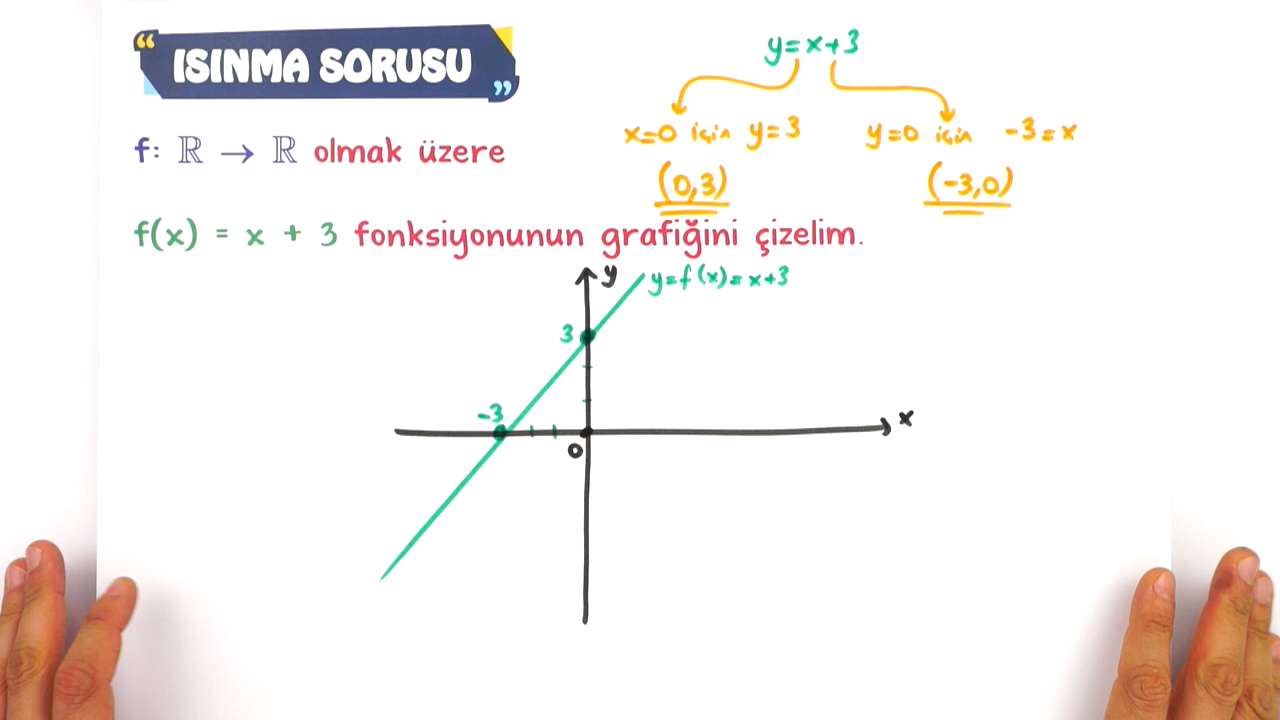 “ ISINMA SORUSU ”
f: ℝ → ℝ olmak üzere
f(x) = x + 3 fonksiyonunun grafiğini çizelim.
y=x+3
x=0 için y=3
(0,3)
y=0 için -3=x
(-3,0)
y
y=f(x)=x+3
3
-3
0
x